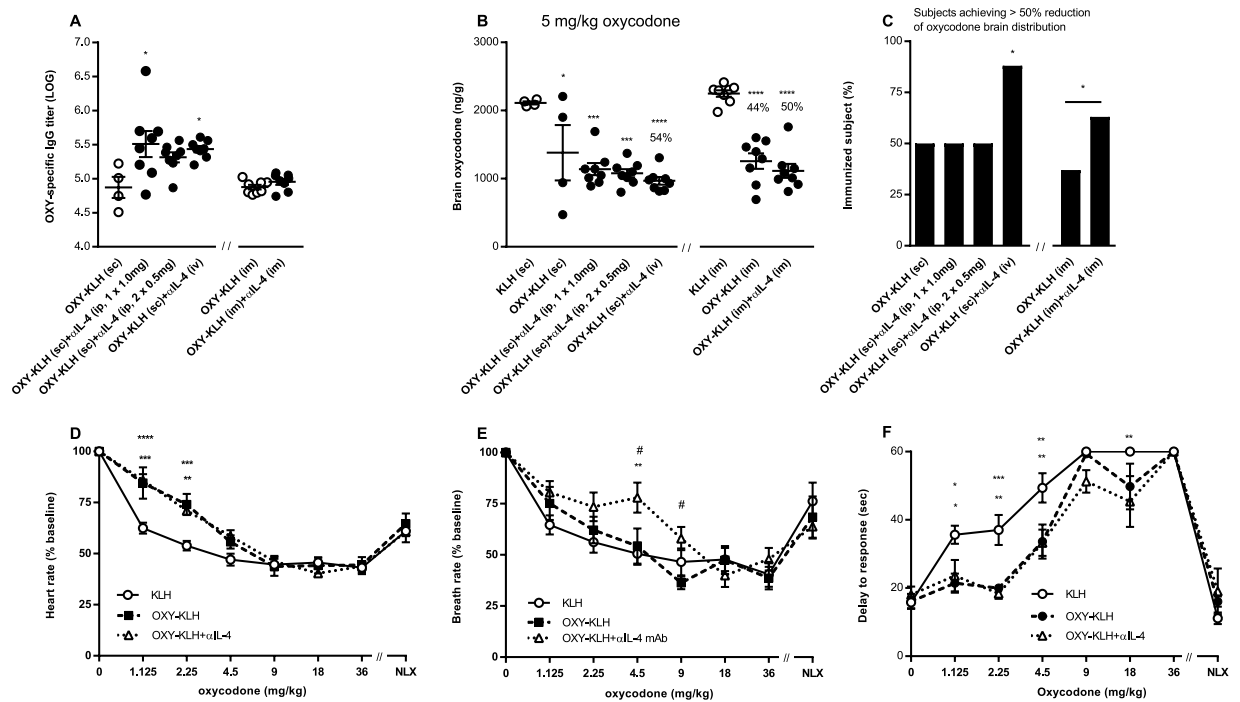 A
OXY-specific IgG titer (LOG)
7.0
6.5
6.0
5.5
5.0
4.5
4.0
*
*
//
OXY-KLH (sc)
OXY-KLH (sc)+αIL-4 (ip, 1 x 1.0mg)
OXY-KLH (sc)+αIL-4 (ip, 2 x 0.5mg)
OXY-KLH (sc)+αIL-4 (iv)
OXY-KLH (im)
OXY-KLH (im)+αIL-4 (im)
B
5 mg/kg oxycodone
Brain oxycodone (ng/g)
3000
2000
1000
0
*
***
***
****
54%
****
44%
****
50%
//
KLH (sc)
OXY-KLH (sc)
OXY-KLH (sc)+αIL-4 (ip, 1 x 1.0mg)
OXY-KLH (sc)+αIL-4 (ip, 2 x 0.5mg)
OXY-KLH (sc)+αIL-4 (iv)
KLH (im)
OXY-KLH (im)
OXY-KLH (im)+αIL-4 (im)
C
Subjects achieving > 50% reduction
of oxycodone brain distribution
Immunized subject (%)
100
75
50
25
0
*
*
//
OXY-KLH (sc)
OXY-KLH (sc)+αIL-4 (ip, 1 x 1.0mg)
OXY-KLH (sc)+αIL-4 (ip, 2 x 0.5mg)
OXY-KLH (sc)+αIL-4 (iv)
OXY-KLH (im)
OXY-KLH (im)+αIL-4 (im)
D
Heart rate (% baseline)
100
75
50
25
0
****
***
***
**
KLH
OXY-KLH
OXY-KLH+αIL-4
0 1.125 2.25 4.5 9 18 36 // NLX
oxycodone (mg/kg)
E
Breath rate (% baseline)
100
75
50
25
0
#
**
#
KLH
OXY-KLH
OXY-KLH+αIL-4 mAb
0 1.125 2.25 4.5 9 18 36 // NLX
oxycodone (mg/kg)
F
Delay to response (sec)
60
40
20
0
*
*
***
**
**
**
**
KLH
OXY-KLH
OXY-KLH+αIL-4
0 1.125 2.25 4.5 9 18 36 // NLX
Oxycodone (mg/kg)